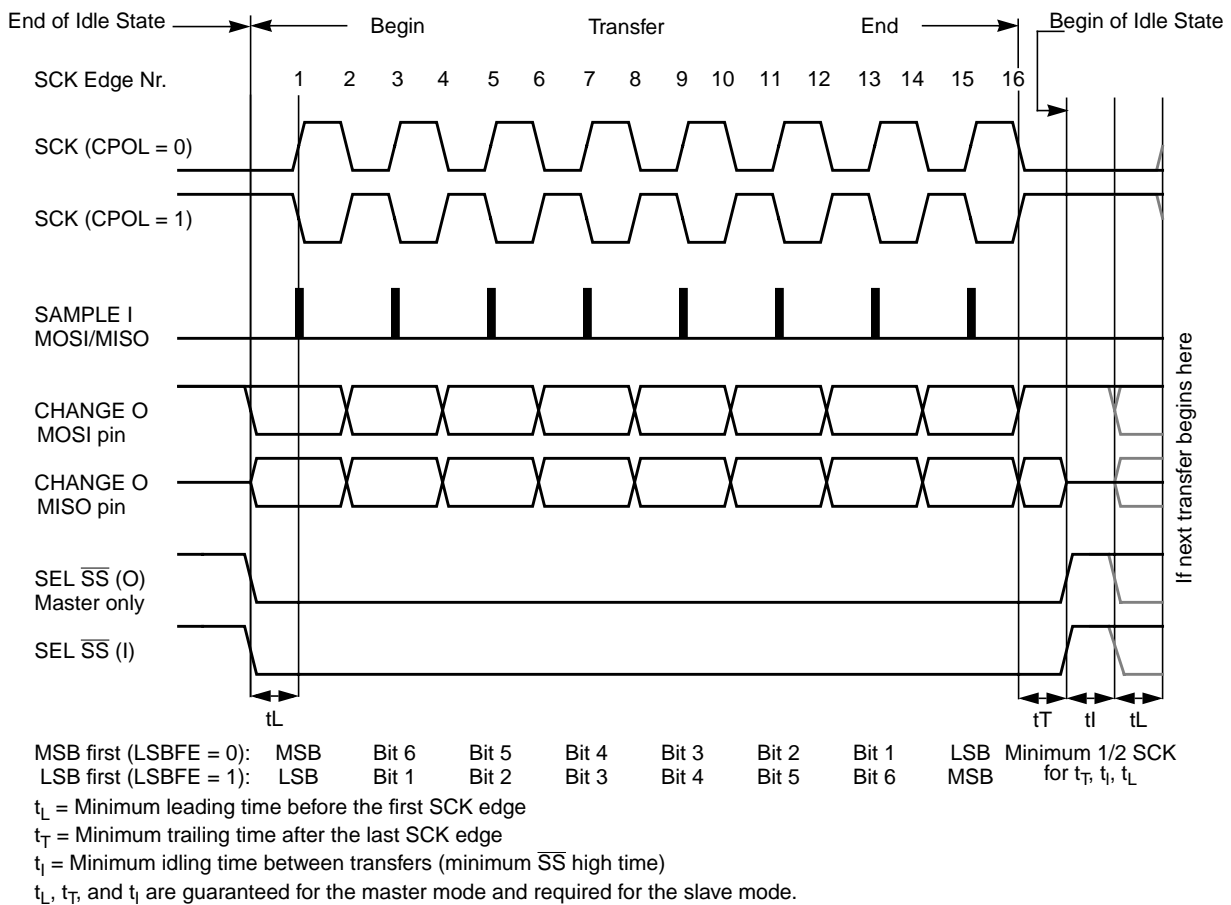 End of Idle State
Begin
Transfer
End
Begin of Idle State
SCK Edge Nr.
1 2 3 4 5 6 7 8 9 10 11 12 13 14 15 16
SCK (CPOL = 0)
SCK (CPOL = 1)
SAMPLE I
MOSI/MISO
CHANGE O
MOSI pin
CHANGE O
MISO pin
SEL S̅S̅ (O)
Master only
SEL S̅S̅ (I)
If next transfer begins here
tL
tT
tI
tL
MSB first (LSBFE = 0): MSB Bit 6 Bit 5 Bit 4 Bit 3 Bit 2 Bit 1 LSB
LSB first (LSBFE = 1): LSB Bit 1 Bit 2 Bit 3 Bit 4 Bit 5 Bit 6 MSB
Minimum 1/2 SCK
for tT, tI, tL
tL = Minimum leading time before the first SCK edge
tT = Minimum trailing time after the last SCK edge
tI = Minimum idling time between transfers (minimum S̅S̅ high time)
tL, tT, and tI are guaranteed for the master mode and required for the slave mode.